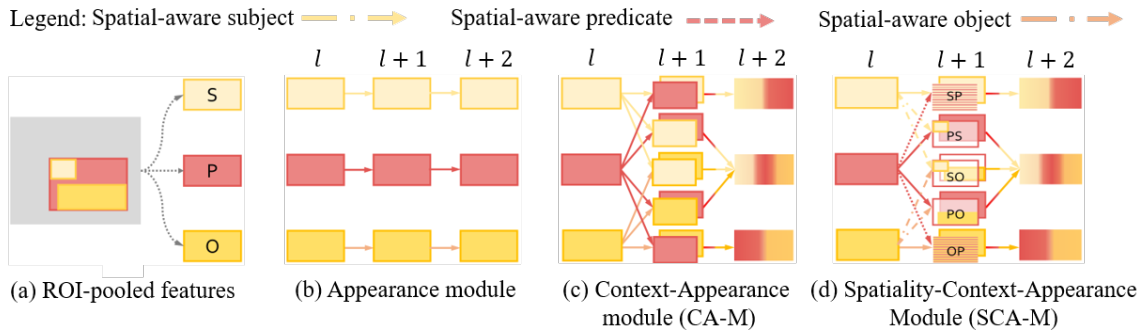 Legend: Spatial-aware subject Spatial-aware predicate Spatial-aware object
l l + 1 l + 2 l l + 1 l + 2 l l + 1 l + 2
S
P
O
SP
PS
SO
PO
OP
(a) ROI-pooled features (b) Appearance module (c) Context-Appearance module (CA-M) (d) Spatiality-Context-Appearance Module (SCA-M)